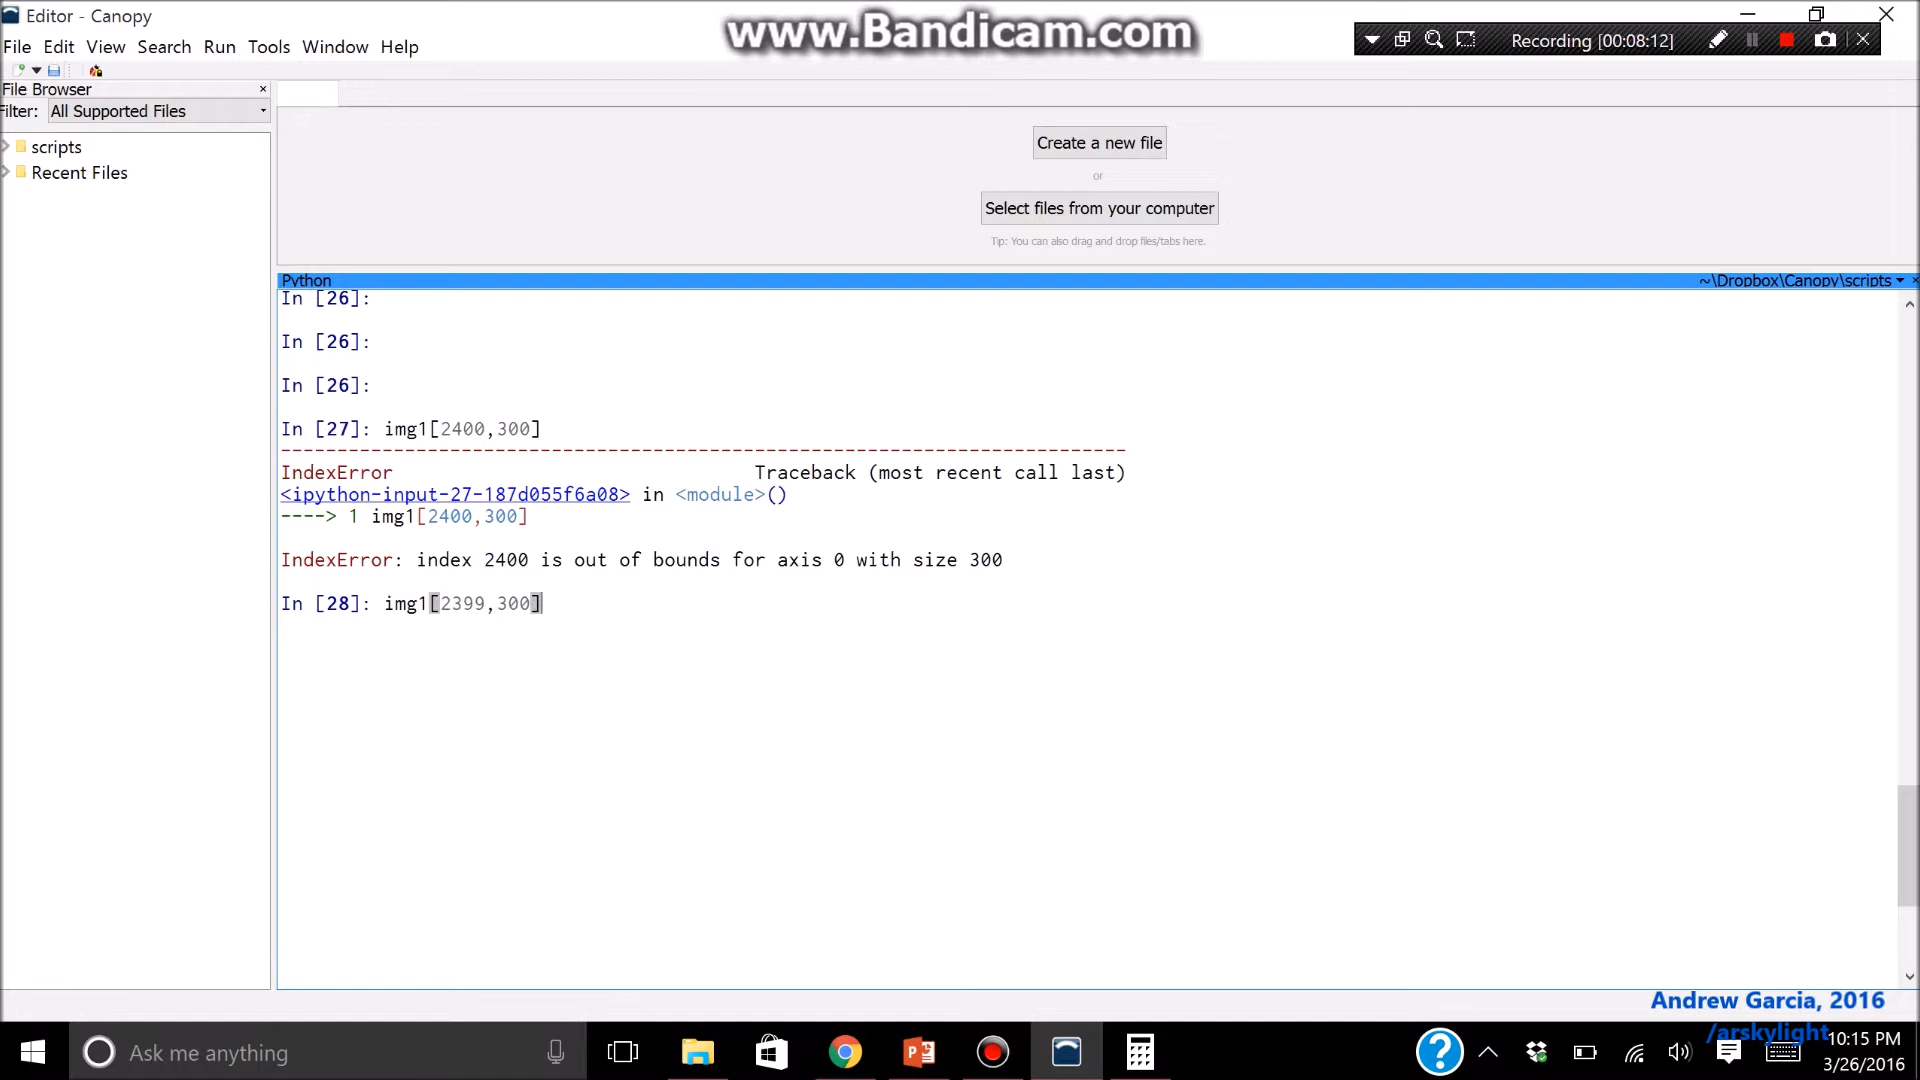 Editor - Canopy
www.Bandicam.com
Recording [00:08:12]
File Edit View Search Run Tools Window Help
File Browser
Filter: All Supported Files
scripts
Recent Files
Create a new file
or
Select files from your computer
Tip: You can also drag and drop files/tabs here.
Python
~\Dropbox\Canopy\scripts
In [26]:
In [26]:
In [26]:
In [27]: img1[2400,300]
---------------------------------------------------------------------------
IndexError Traceback (most recent call last)
<ipython-input-27-187d055f6a08> in <module>()
----> 1 img1[2400,300]
IndexError: index 2400 is out of bounds for axis 0 with size 300
In [28]: img1[2399,300]
Andrew Garcia, 2016
/arskylight
Ask me anything
10:15 PM
3/26/2016